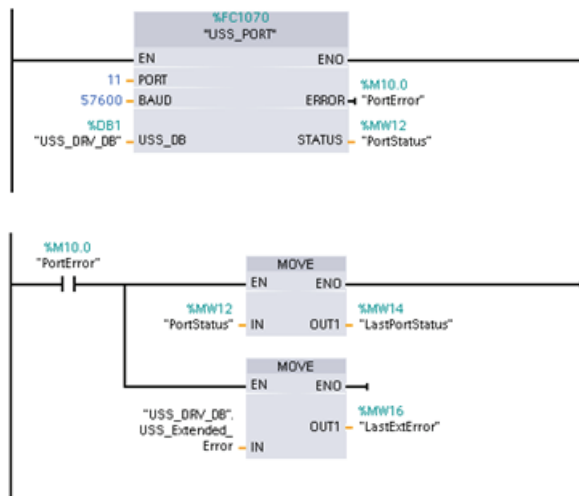 %FC1070
"USS_PORT"
EN ENO
11 PORT %M10.0
57600 BAUD ERROR "PortError"
%DB1 %MW12
"USS_DRV_DB" USS_DB STATUS "PortStatus"
%M10.0
"PortError" MOVE
EN ENO
%MW12 %MW14
"PortStatus" IN OUT1 "LastPortStatus"
MOVE
EN ENO
"USS_DRV_DB". %MW16
USS_Extended_ OUT1 "LastExtError"
Error IN